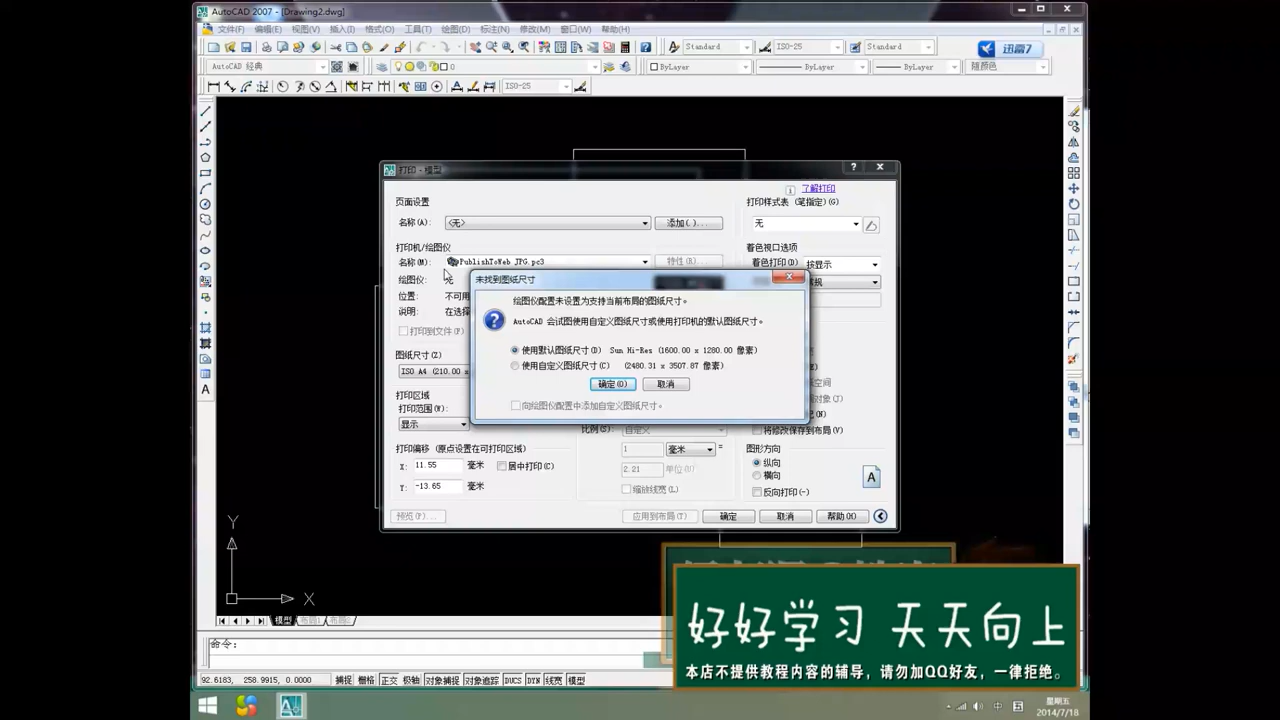 AutoCAD 2007 - [Drawing2.dwg]
文件(F) 编辑(E) 视图(V) 插入(I) 格式(O) 工具(T) 绘图(D) 标注(N) 修改(M) 窗口(W) 帮助(H)
Standard ISO-25 Standard 迅雷7
AutoCAD 经典 0 ByLayer ByLayer ByLayer 随颜色
ISO-25
打印 - 模型
了解打印
页面设置
打印样式表 (笔指定)(G)
名称(A): <无> 添加(.)... 无
打印机/绘图仪
着色视口选项
名称(M): PublishToWeb JPG.pc3 特性(R)... 着色打印(D) 按显示
绘图仪: 无
未找到图纸尺寸
位置: 不可用
说明: 在选择
打印到文件(F)
绘图仪配置未设置为支持当前布局的图纸尺寸。
AutoCAD 会试图使用自定义图纸尺寸或使用打印机的默认图纸尺寸。
使用默认图纸尺寸(D) Sun Hi-Res (1600.00 x 1280.00 像素)
使用自定义图纸尺寸(C) (2480.31 x 3507.87 像素)
确定(O) 取消
向绘图仪配置中添加自定义图纸尺寸。
图纸尺寸(Z)
ISO A4 (210.00 x
打印区域
打印范围(W):
显示
比例(S): 自定义
将修改保存到布局(V)
打印偏移 (原点设置在可打印区域)
X: 11.55 毫米 居中打印(C)
Y: -13.65 毫米
1 毫米 =
2.21 单位(U)
缩放线宽(L)
图形方向
纵向
横向
反向打印(-)
A
预览(P)... 应用到布局(T) 确定 取消 帮助(H)
Y
X
模型
命令:
92.6183, 258.9915, 0.0000 捕捉 栅格 正交 极轴 对象捕捉 对象追踪 DUCS DYN 线宽 模型
好好学习 天天向上
本店不提供教程内容的辅导，请勿加QQ好友，一律拒绝。
中 五
星期五
2014/7/18